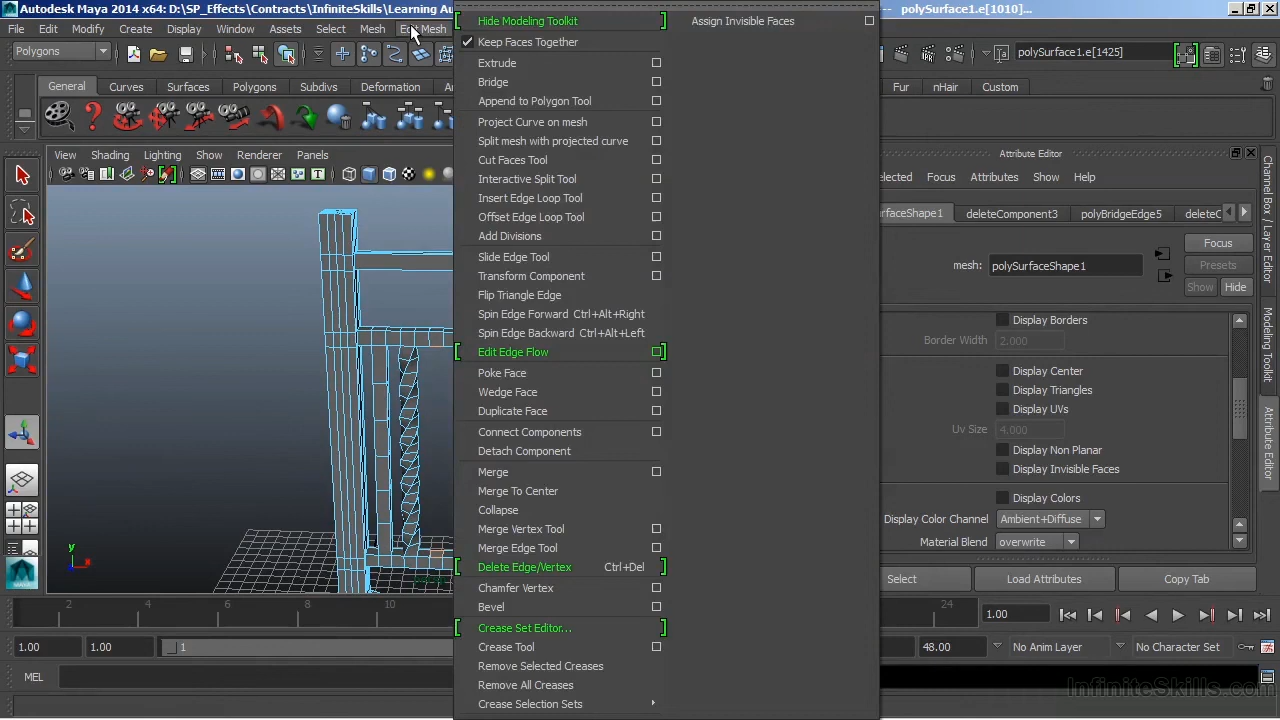 Autodesk Maya 2014 x64: D:\SP_Effects\Contracts\InfiniteSkills\Learning Au
-- polySurface1.e[1010]...
File Edit Modify Create Display Window Assets Select Mesh Edit Mesh
Polygons
polySurface1.e[1425]
General Curves Surfaces Polygons Subdivs Deformation
Fur nHair Custom
View Shading Lighting Show Renderer Panels
Hide Modeling Toolkit
Keep Faces Together
Extrude
Bridge
Append to Polygon Tool
Project Curve on mesh
Split mesh with projected curve
Cut Faces Tool
Interactive Split Tool
Insert Edge Loop Tool
Offset Edge Loop Tool
Add Divisions
Slide Edge Tool
Transform Component
Flip Triangle Edge
Spin Edge Forward Ctrl+Alt+Right
Spin Edge Backward Ctrl+Alt+Left
Edit Edge Flow
Poke Face
Wedge Face
Duplicate Face
Connect Components
Detach Component
Merge
Merge To Center
Collapse
Merge Vertex Tool
Merge Edge Tool
Delete Edge/Vertex Ctrl+Del
Chamfer Vertex
Bevel
Crease Set Editor...
Crease Tool
Remove Selected Creases
Remove All Creases
Crease Selection Sets
Assign Invisible Faces
Attribute Editor
elected Focus Attributes Show Help
rfaceShape1 deleteComponent3 polyBridgeEdge5 deleteC
mesh: polySurfaceShape1
Focus
Presets
Show Hide
Display Borders
Border Width 2.000
Display Center
Display Triangles
Display UVs
Uv Size 4.000
Display Non Planar
Display Invisible Faces
Display Colors
Display Color Channel Ambient+Diffuse
Material Blend overwrite
Select Load Attributes Copy Tab
Channel Box / Layer Editor
Modeling Toolkit
Attribute Editor
y
x
2 4 6 8 10
24
1.00
1.00 1.00 1
48.00 No Anim Layer No Character Set
MEL
InfiniteSkills.com